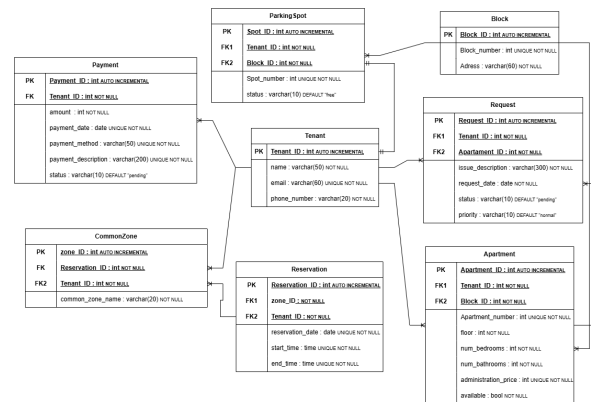 ParkingSpot
PK Spot_ID : int AUTO INCREMENTAL
FK1 Tenant_ID : int NOT NULL
FK2 Block_ID : int NOT NULL
Spot_number : int UNIQUE NOT NULL
status : varchar(10) DEFAULT "free"
Block
PK Block_ID : int AUTO INCREMENTAL
Block_number : int UNIQUE NOT NULL
Adress : varchar(60) NOT NULL
Payment
PK Payment_ID : int AUTO INCREMENTAL
FK Tenant_ID : int NOT NULL
amount : int NOT NULL
payment_date : date UNIQUE NOT NULL
payment_method : varchar(50) UNIQUE NOT NULL
payment_description : varchar(200) UNIQUE NOT NULL
status : varchar(10) DEFAULT "pending"
Tenant
PK Tenant_ID : int AUTO INCREMENTAL
name : varchar(50) NOT NULL
email : varchar(60) UNIQUE NOT NULL
phone_number : varchar(20) NOT NULL
Request
PK Request_ID : int AUTO INCREMENTAL
FK1 Tenant_ID : int NOT NULL
FK2 Apartament_ID : int NOT NULL
issue_description : varchar(300) NOT NULL
request_date : date NOT NULL
status : varchar(10) DEFAULT "pending"
priority : varchar(10) DEFAULT "normal"
CommonZone
PK zone_ID : int AUTO INCREMENTAL
FK Reservation_ID : int NOT NULL
FK2 Tenant_ID : int NOT NULL
common_zone_name : varchar(20) NOT NULL
Reservation
PK Reservation_ID : int AUTO INCREMENTAL
FK1 zone_ID : NOT NULL
FK2 Tenant_ID : NOT NULL
reservation_date : date UNIQUE NOT NULL
start_time : time UNIQUE NOT NULL
end_time : time UNIQUE NOT NULL
Apartment
PK Apartment_ID : int AUTO INCREMENTAL
FK1 Tenant_ID : int NOT NULL
FK2 Block_ID : int NOT NULL
Apartment_number : int UNIQUE NOT NULL
floor : int NOT NULL
num_bedrooms : int NOT NULL
num_bathrooms : int NOT NULL
administration_price : int UNIQUE NOT NULL
available : bool NOT NULL